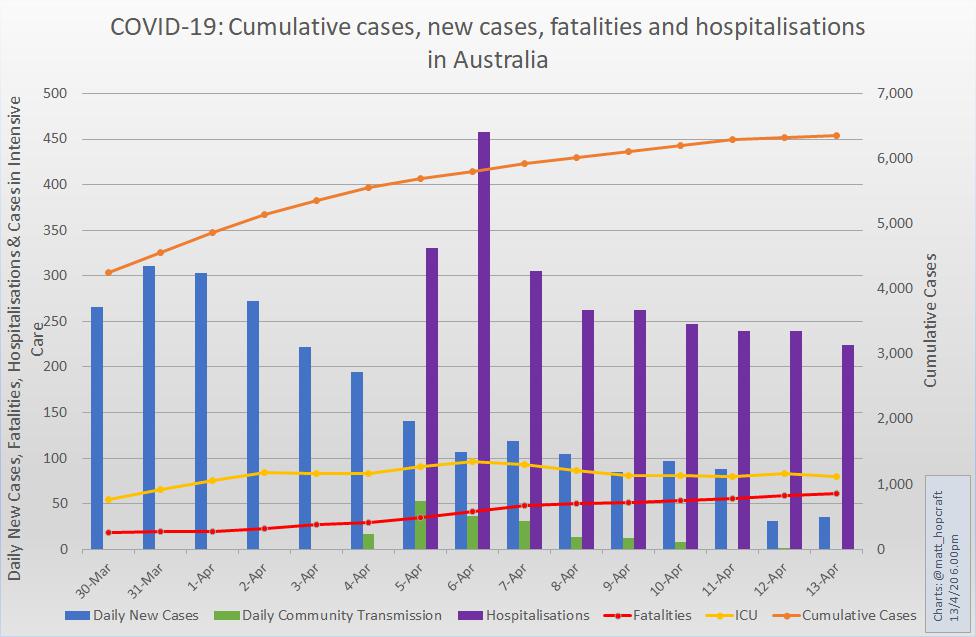 COVID-19: Cumulative cases, new cases, fatalities and hospitalisations
in Australia
Daily New Cases, Fatalities, Hospitalisations & Cases in Intensive
Care
500
450
400
350
300
250
200
150
100
50
0
7,000
6,000
5,000
4,000
3,000
2,000
1,000
0
Cumulative Cases
30-Mar
31-Mar
1-Apr
2-Apr
3-Apr
4-Apr
5-Apr
6-Apr
7-Apr
8-Apr
9-Apr
10-Apr
11-Apr
12-Apr
13-Apr
Daily New Cases Daily Community Transmission Hospitalisations Fatalities ICU Cumulative Cases
Charts: @matt_hopcraft
13/4/20 6.00pm